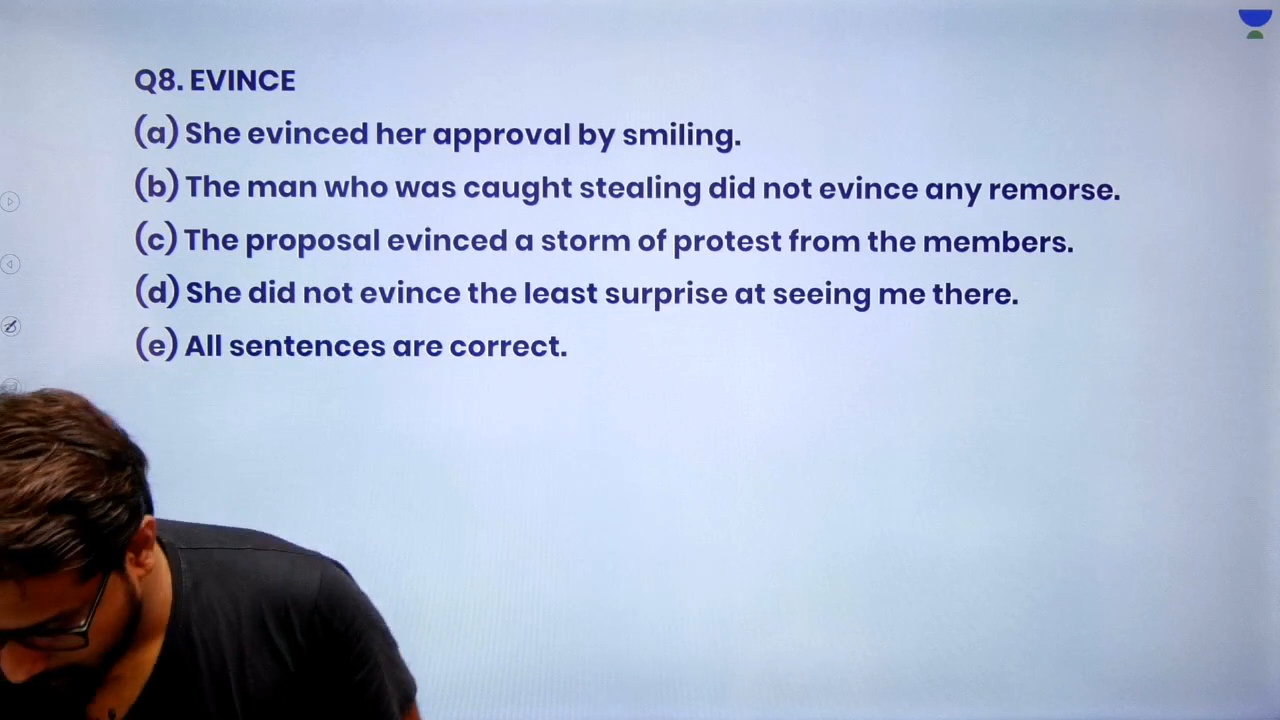 Q8. EVINCE
(a) She evinced her approval by smiling.
(b) The man who was caught stealing did not evince any remorse.
(c) The proposal evinced a storm of protest from the members.
(d) She did not evince the least surprise at seeing me there.
(e) All sentences are correct.